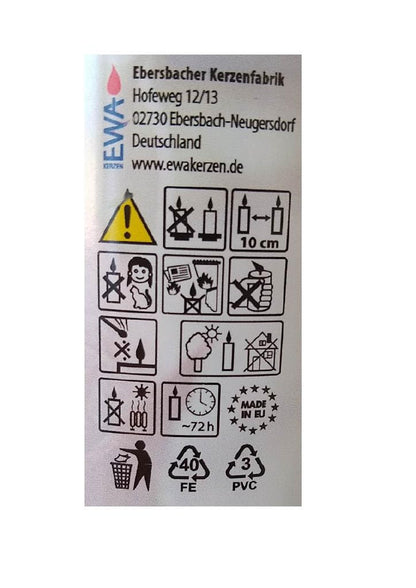 EWA
KERZEN
Ebersbacher Kerzenfabrik
Hofeweg 12/13
02730 Ebersbach-Neugersdorf
Deutschland
www.ewakerzen.de
10 cm
~72h
MADE
IN EU
40
FE
3
PVC